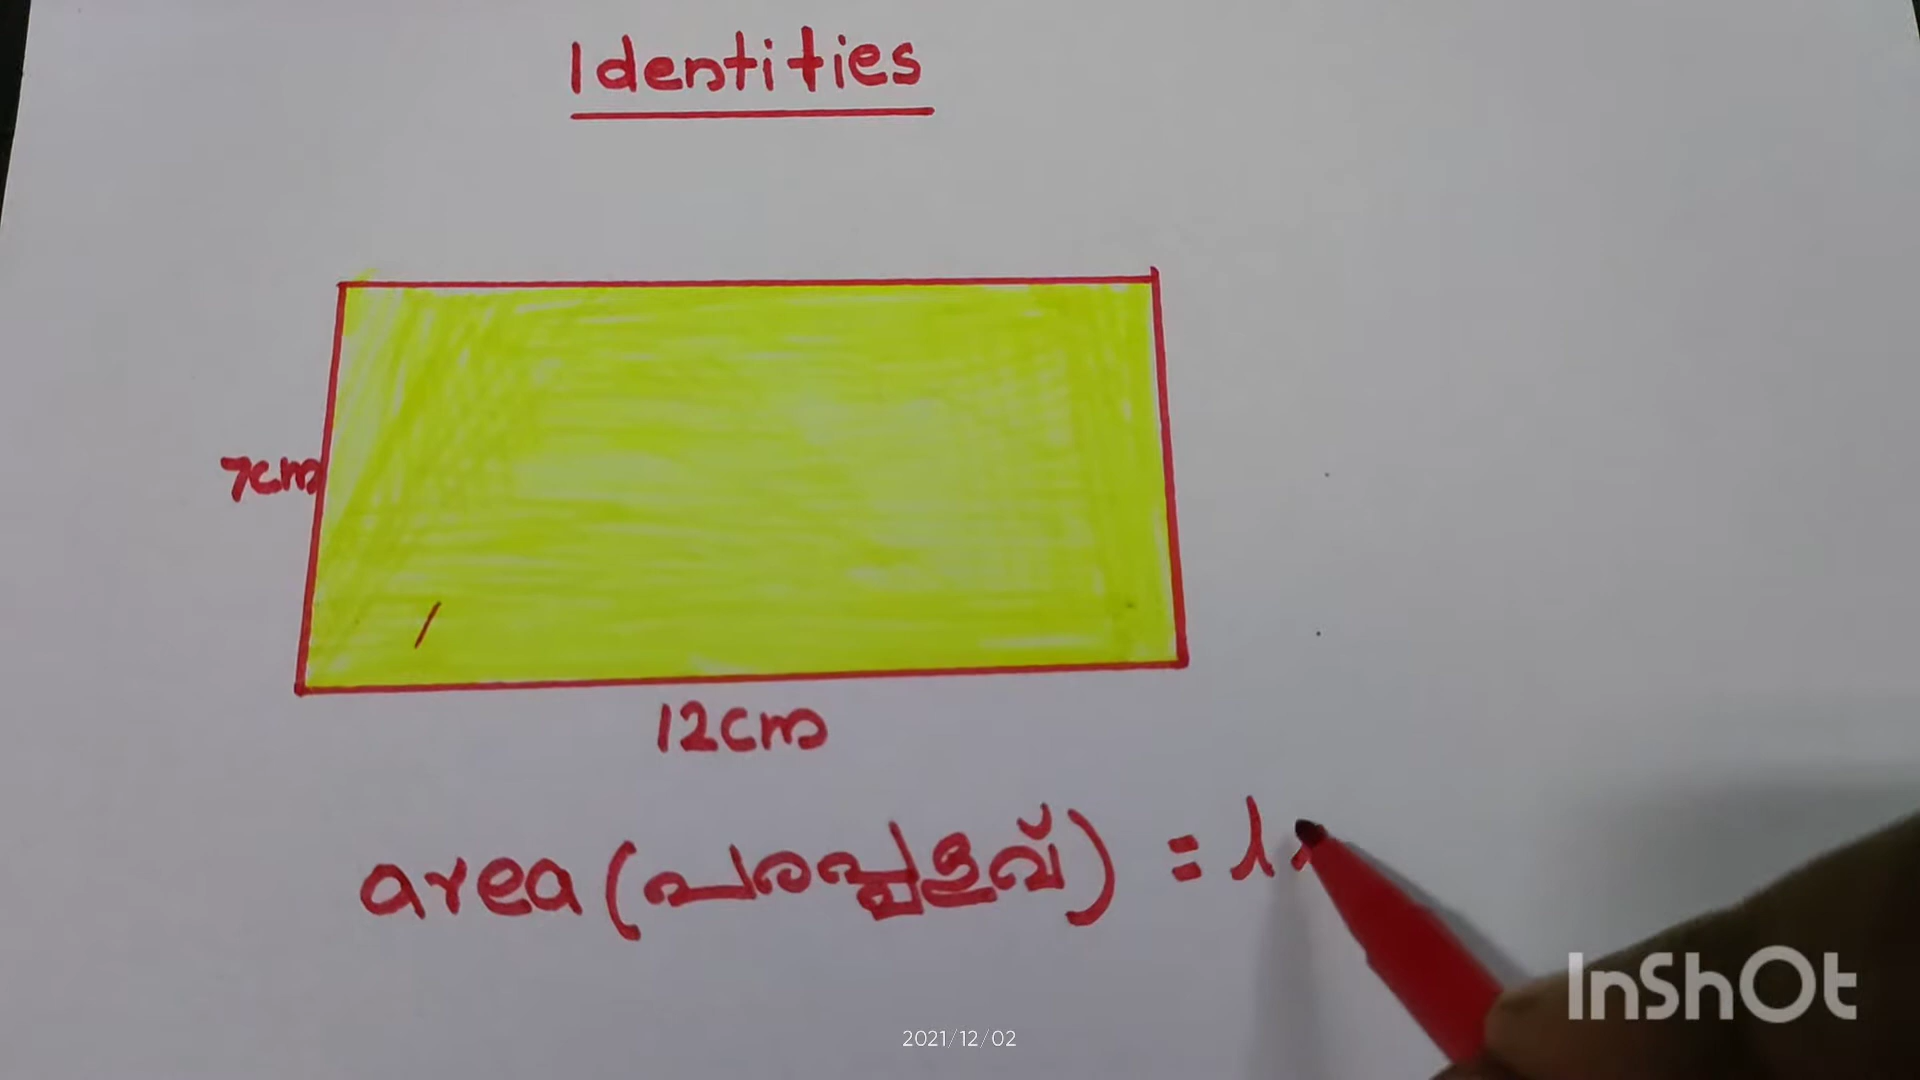 Identities
7cm
12cm
area (പരപ്പളവ്) = l x
InShOt
2021/12/02